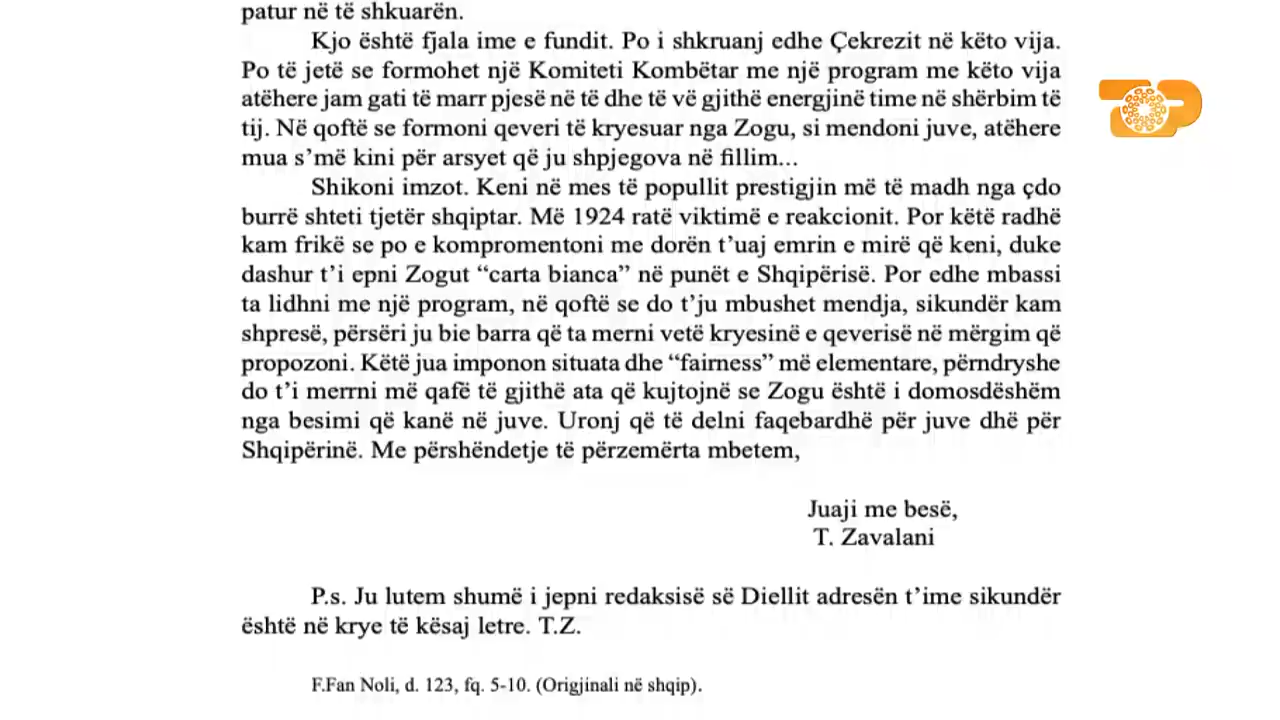 patur në të shkuarën.
Kjo është fjala ime e fundit. Po i shkruanj edhe Çekrezit në këto vija.
Po të jetë se formohet një Komiteti Kombëtar me një program me këto vija
atëhere jam gati të marr pjesë në të dhe të vë gjithë energjinë time në shërbim të
tij. Në qoftë se formoni qeveri të kryesuar nga Zogu, si mendoni juve, atëhere
mua s’më kini për arsyet që ju shpjegova në fillim...
Shikoni imzot. Keni në mes të popullit prestigjin më të madh nga çdo
burrë shteti tjetër shqiptar. Më 1924 ratë viktimë e reakcionit. Por këtë radhë
kam frikë se po e kompromentoni me dorën t’uaj emrin e mirë që keni, duke
dashur t’i epni Zogut “carta bianca” në punët e Shqipërisë. Por edhe mbassi
ta lidhni me një program, në qoftë se do t’ju mbushet mendja, sikundër kam
shpresë, përsëri ju bie barra që ta merni vetë kryesinë e qeverisë në mërgim që
propozoni. Këtë jua imponon situata dhe “fairness” më elementare, përndryshe
do t’i merrni më qafë të gjithë ata që kujtojnë se Zogu është i domosdëshëm
nga besimi që kanë në juve. Uronj që të delni faqebardhë për juve dhë për
Shqipërinë. Me përshëndetje të përzemërta mbetem,
Juaji me besë,
T. Zavalani
P.s. Ju lutem shumë i jepni redaksisë së Diellit adresën t’ime sikundër
është në krye të kësaj letre. T.Z.
F.Fan Noli, d. 123, fq. 5-10. (Origjinali në shqip).